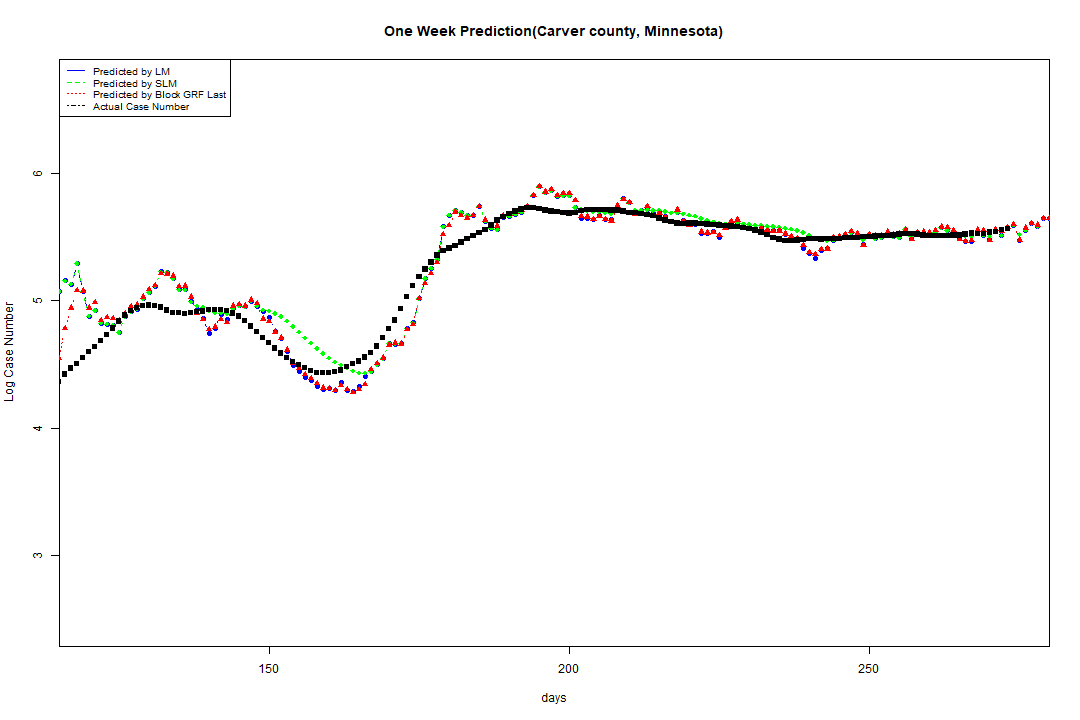 One Week Prediction(Carver county, Minnesota)
Predicted by LM
Predicted by SLM
Predicted by Block GRF Last
Actual Case Number
6
5
4
3
Log Case Number
150 200 250
days